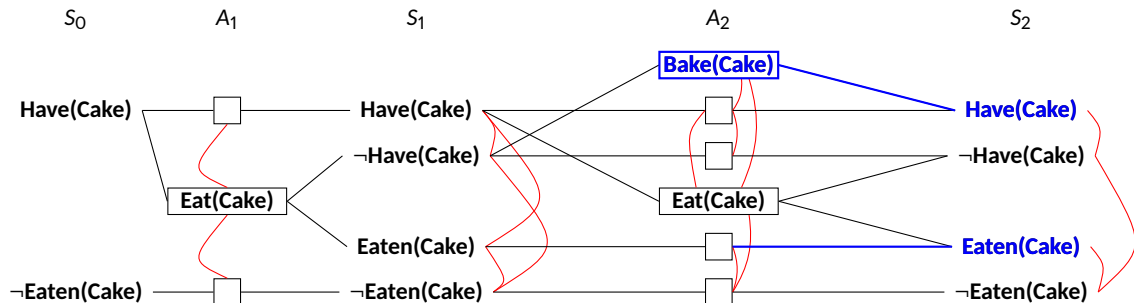 S0 A1 S1 A2 S2
Bake(Cake)
Have(Cake) Have(Cake) Have(Cake)
¬Have(Cake) ¬Have(Cake)
Eat(Cake) Eat(Cake)
Eaten(Cake) Eaten(Cake)
¬Eaten(Cake) ¬Eaten(Cake) ¬Eaten(Cake)